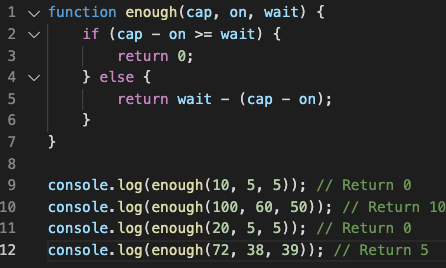 1 function enough(cap, on, wait) {
2     if (cap - on >= wait) {
3         return 0;
4     } else {
5         return wait - (cap - on);
6     }
7 }
8
9 console.log(enough(10, 5, 5)); // Return 0
10 console.log(enough(100, 60, 50)); // Return 10
11 console.log(enough(20, 5, 5)); // Return 0
12 console.log(enough(72, 38, 39)); // Return 5